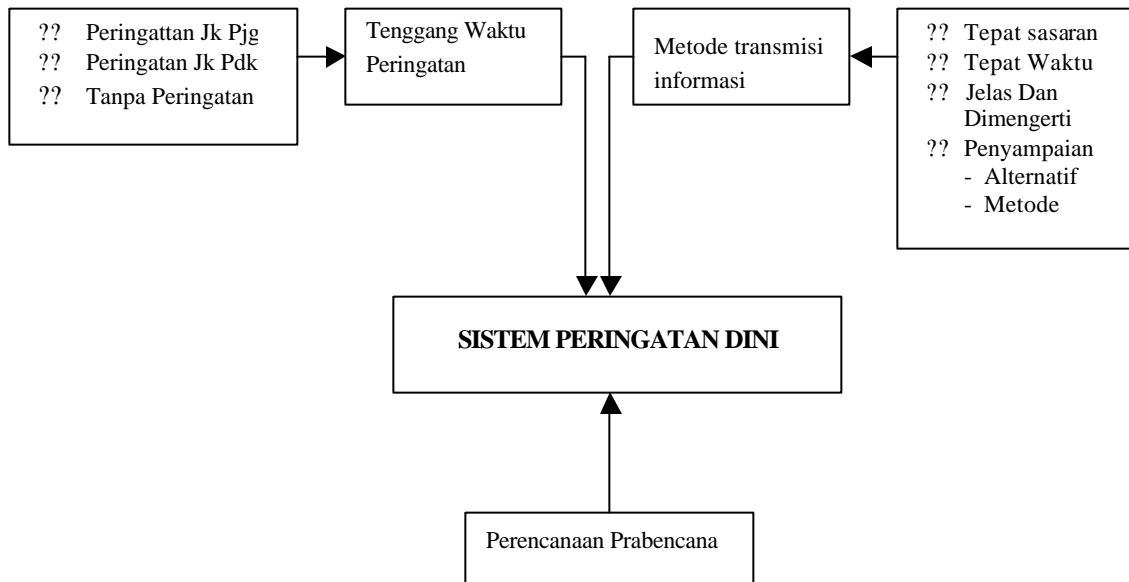 ?? Peringattan Jk Pjg
?? Peringatan Jk Pdk
?? Tanpa Peringatan
Tenggang Waktu
Peringatan
Metode transmisi
informasi
?? Tepat sasaran
?? Tepat Waktu
?? Jelas Dan
Dimengerti
?? Penyampaian
- Alternatif
- Metode
SISTEM PERINGATAN DINI
Perencanaan Prabencana